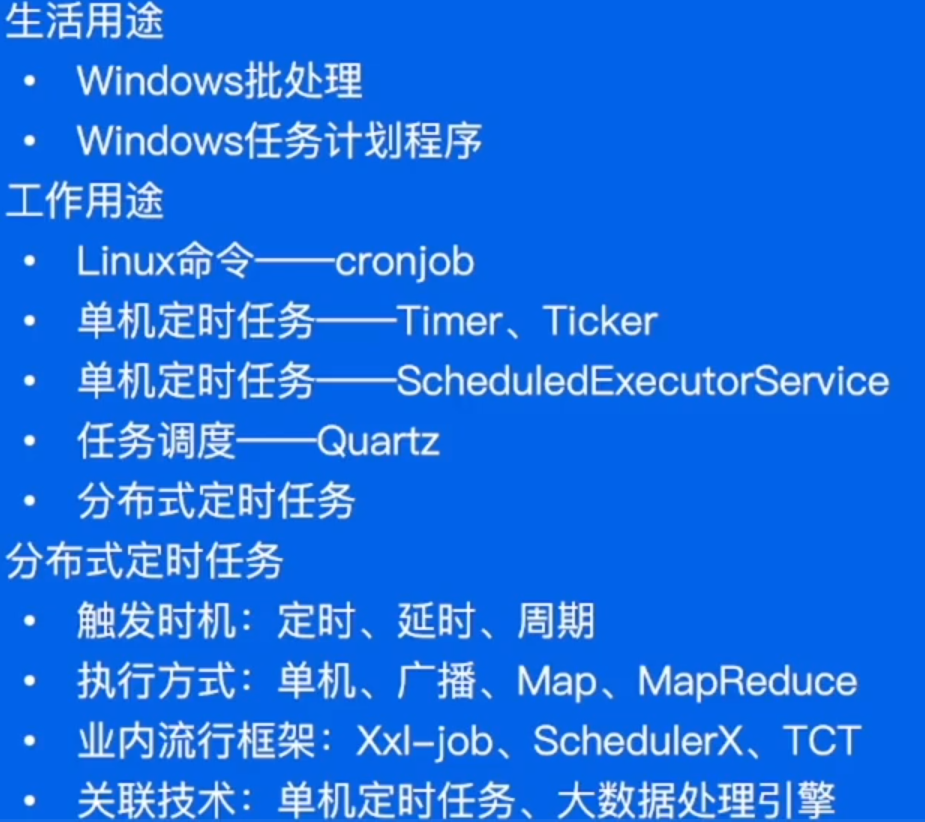 生活用途
• Windows批处理
• Windows任务计划程序
工作用途
• Linux命令——cronjob
• 单机定时任务——Timer、Ticker
• 单机定时任务——ScheduledExecutorService
• 任务调度——Quartz
• 分布式定时任务
分布式定时任务
• 触发时机：定时、延时、周期
• 执行方式：单机、广播、Map、MapReduce
• 业内流行框架：Xxl-job、SchedulerX、TCT
• 关联技术：单机定时任务、大数据处理引擎